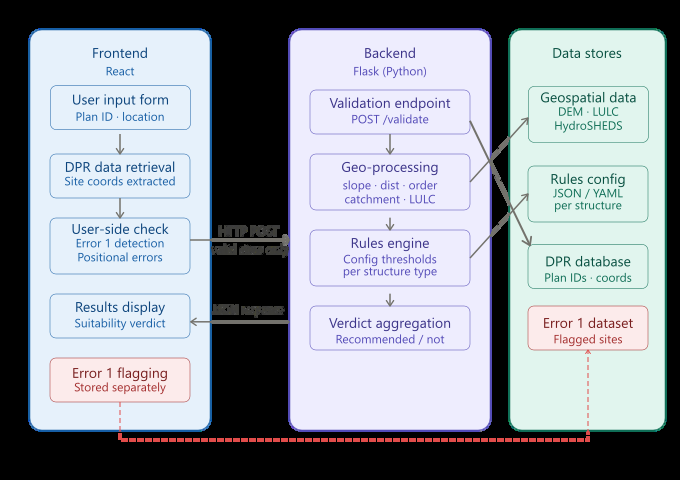 Frontend
React
User input form
Plan ID · location
DPR data retrieval
Site coords extracted
User-side check
Error 1 detection
Positional errors
Results display
Suitability verdict
Error 1 flagging
Stored separately
HTTP POST
JSON response
Backend
Flask (Python)
Validation endpoint
POST /validate
Geo-processing
slope · dist · order
catchment · LULC
Rules engine
Config thresholds
per structure type
Verdict aggregation
Recommended / not
Data stores
Geospatial data
DEM · LULC
HydroSHEDS
Rules config
JSON / YAML
per structure
DPR database
Plan IDs · coords
Error 1 dataset
Flagged sites